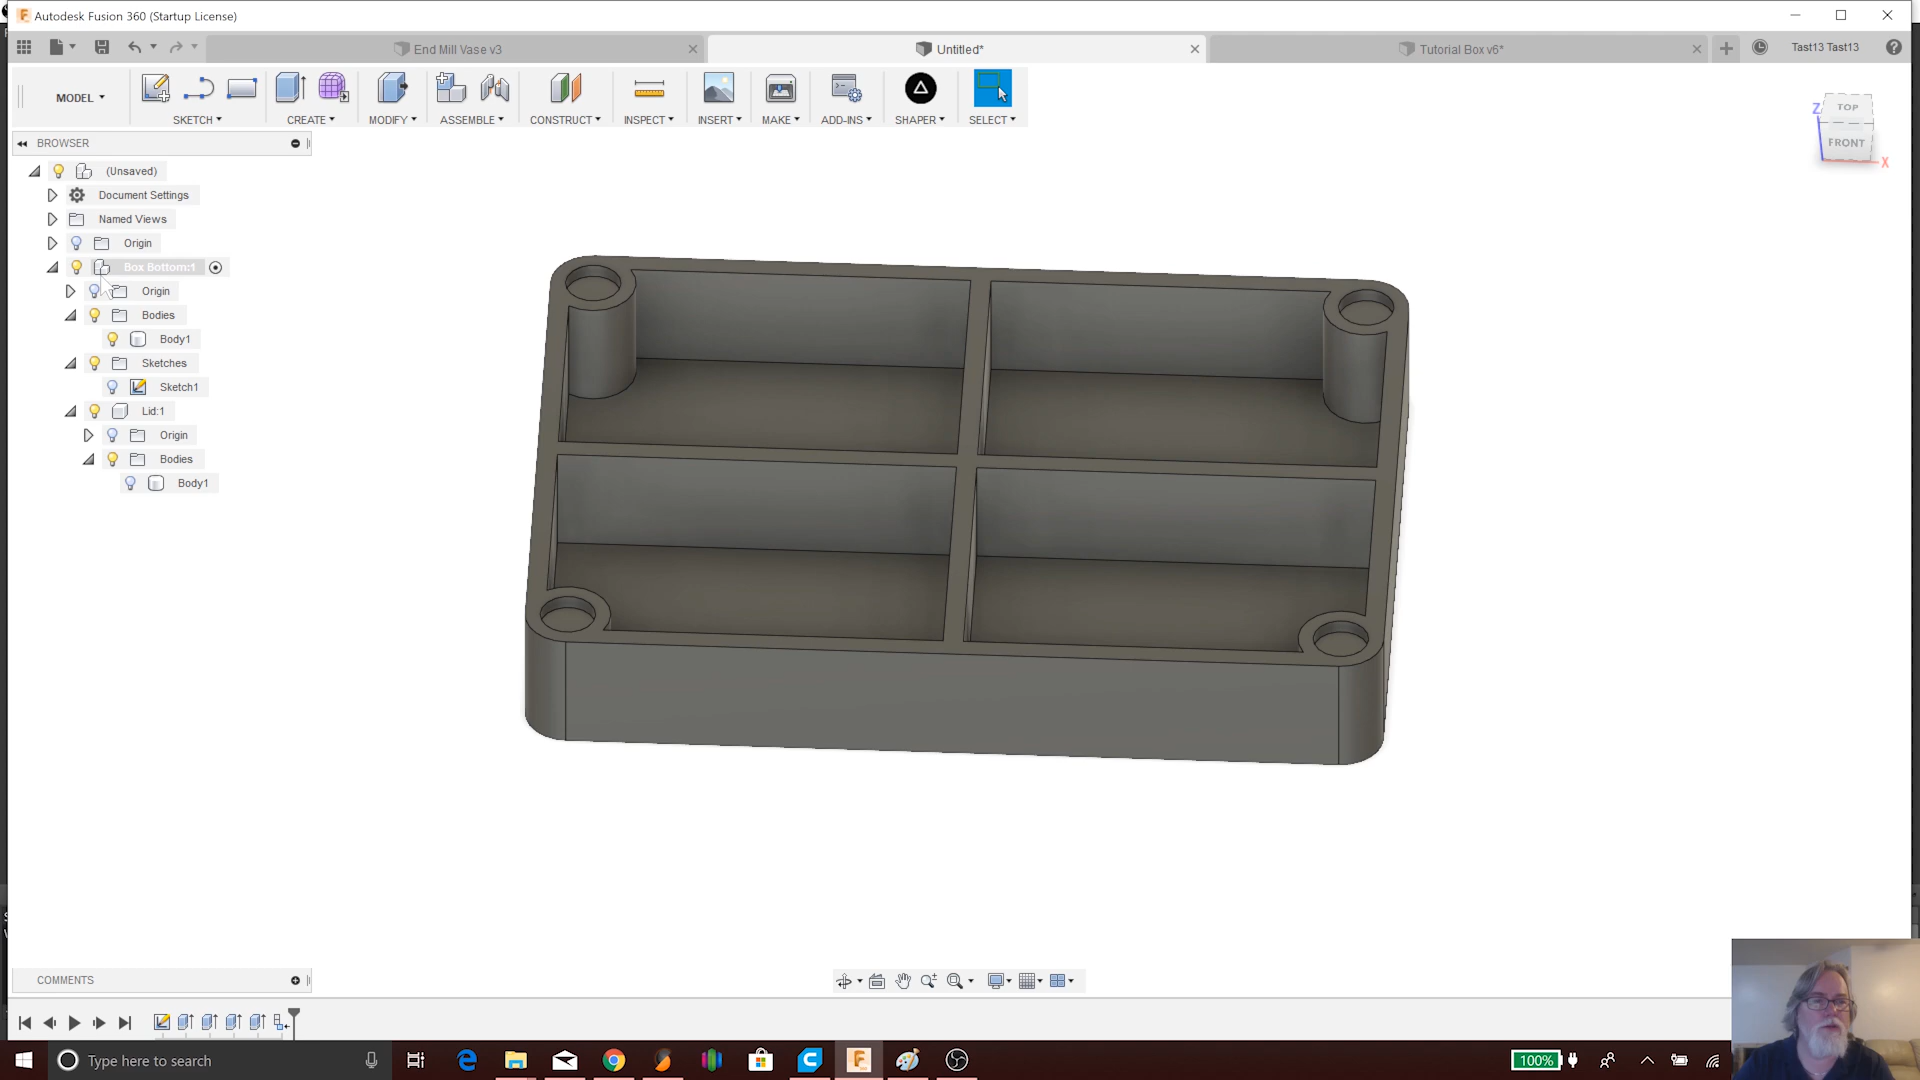 Autodesk Fusion 360 (Startup License)
End Mill Vase v3
Untitled*
Tutorial Box v6*
Tast13 Tast13
MODEL
SKETCH
CREATE
MODIFY
ASSEMBLE
CONSTRUCT
INSPECT
INSERT
MAKE
ADD-INS
SHAPER
SELECT
BROWSER
(Unsaved)
Document Settings
Named Views
Origin
Box Bottom:1
Origin
Bodies
Body1
Sketches
Sketch1
Lid:1
Origin
Bodies
Body1
TOP
Z
FRONT
X
COMMENTS
Type here to search
100%